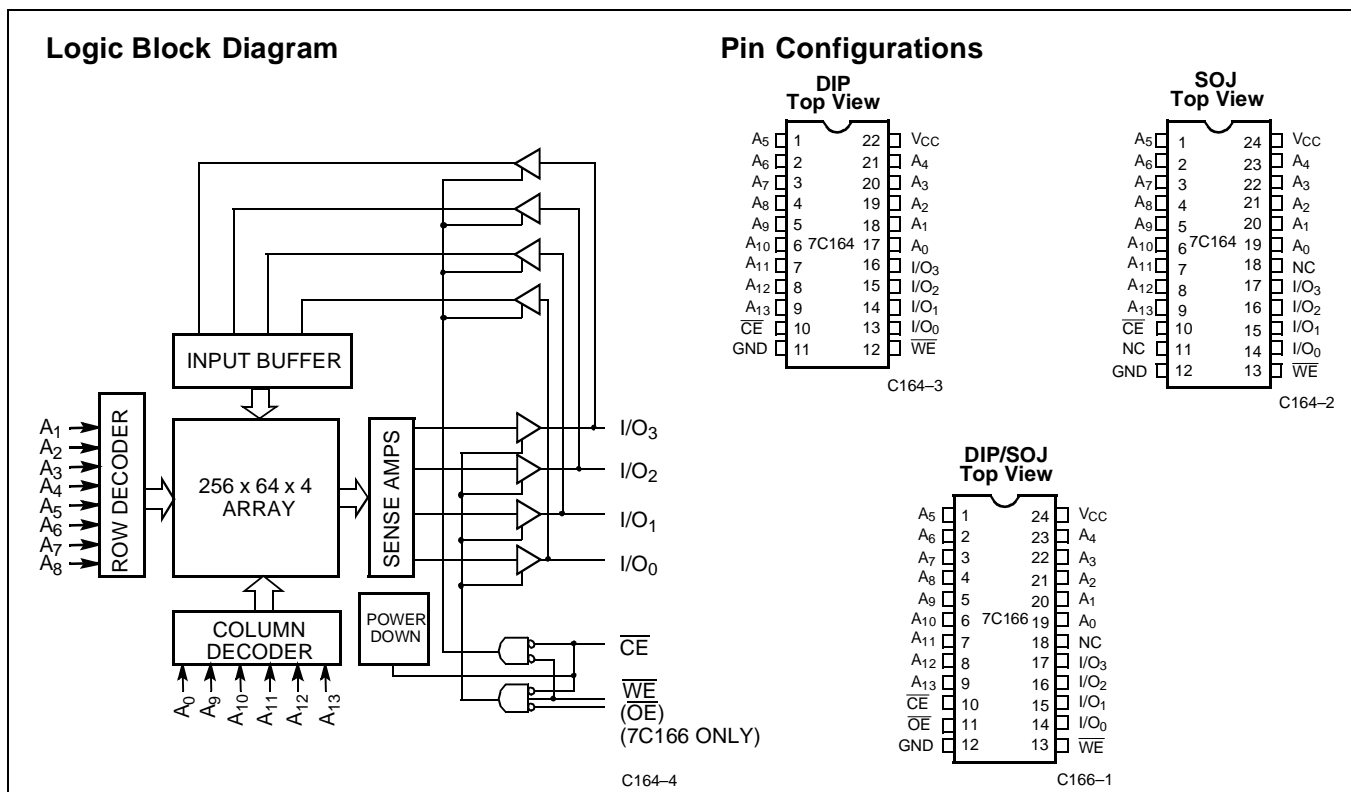 Logic Block Diagram
INPUT BUFFER
A1
A2
A3
A4
A5
A6
A7
A8
ROW DECODER
256 x 64 x 4
ARRAY
SENSE AMPS
I/O3
I/O2
I/O1
I/O0
COLUMN
DECODER
A0 A9 A10 A11 A12 A13
POWER
DOWN
CE
WE
(OE)
(7C166 ONLY)
C164–4
Pin Configurations
DIP
Top View
A5 1 22 VCC
A6 2 21 A4
A7 3 20 A3
A8 4 19 A2
A9 5 18 A1
A10 6 7C164 17 A0
A11 7 16 I/O3
A12 8 15 I/O2
A13 9 14 I/O1
CE 10 13 I/O0
GND 11 12 WE
C164–3
SOJ
Top View
A5 1 24 VCC
A6 2 23 A4
A7 3 22 A3
A8 4 21 A2
A9 5 20 A1
A10 6 7C164 19 A0
A11 7 18 NC
A12 8 17 I/O3
A13 9 16 I/O2
CE 10 15 I/O1
NC 11 14 I/O0
GND 12 13 WE
C164–2
DIP/SOJ
Top View
A5 1 24 VCC
A6 2 23 A4
A7 3 22 A3
A8 4 21 A2
A9 5 20 A1
A10 6 7C166 19 A0
A11 7 18 NC
A12 8 17 I/O3
A13 9 16 I/O2
CE 10 15 I/O1
OE 11 14 I/O0
GND 12 13 WE
C166–1